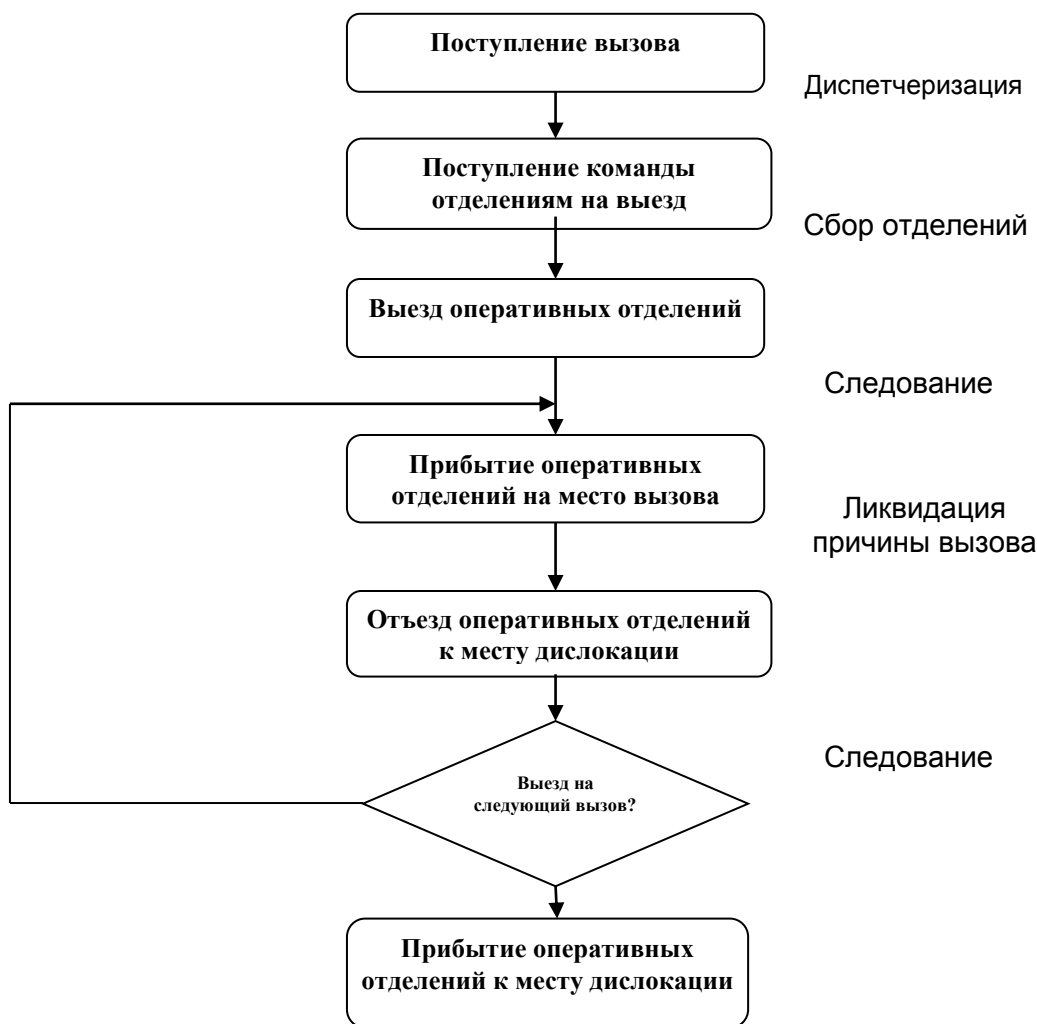 Поступление вызова
Диспетчеризация
Поступление команды
отделениям на выезд
Сбор отделений
Выезд оперативных отделений
Следование
Прибытие оперативных
отделений на место вызова
Ликвидация
причины вызова
Отъезд оперативных отделений
к месту дислокации
Следование
Выезд на
следующий вызов?
Прибытие оперативных
отделений к месту дислокации